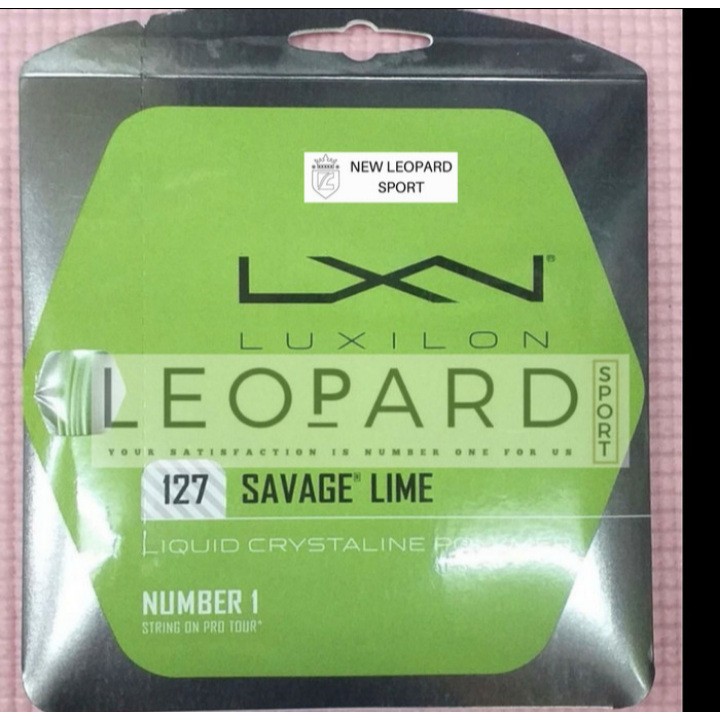 NEW LEOPARD
SPORT
LXN®
LUXILON
LEOPARD
SPORT
YOUR SATISFACTION IS NUMBER ONE FOR US
127 SAVAGE® LIME
LIQUID CRYSTALINE
NUMBER 1
STRING ON PRO TOUR*